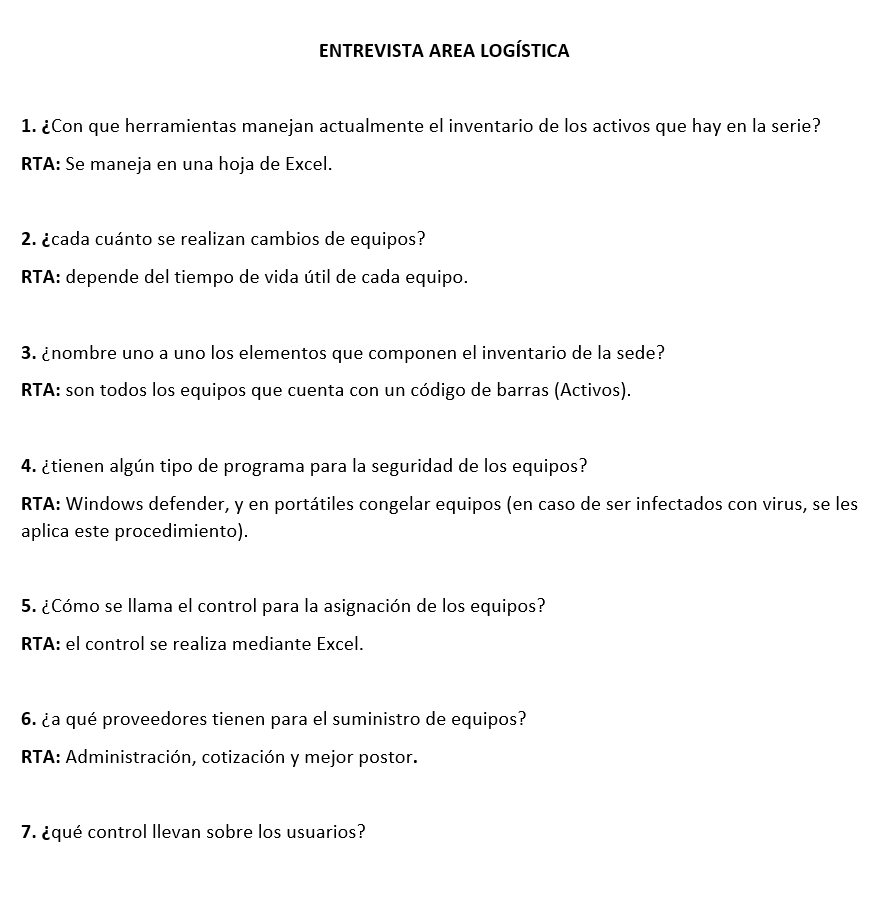 ENTREVISTA AREA LOGÍSTICA
1. ¿Con que herramientas manejan actualmente el inventario de los activos que hay en la serie?
RTA: Se maneja en una hoja de Excel.
2. ¿cada cuánto se realizan cambios de equipos?
RTA: depende del tiempo de vida útil de cada equipo.
3. ¿nombre uno a uno los elementos que componen el inventario de la sede?
RTA: son todos los equipos que cuenta con un código de barras (Activos).
4. ¿tienen algún tipo de programa para la seguridad de los equipos?
RTA: Windows defender, y en portátiles congelar equipos (en caso de ser infectados con virus, se les
aplica este procedimiento).
5. ¿Cómo se llama el control para la asignación de los equipos?
RTA: el control se realiza mediante Excel.
6. ¿a qué proveedores tienen para el suministro de equipos?
RTA: Administración, cotización y mejor postor.
7. ¿qué control llevan sobre los usuarios?